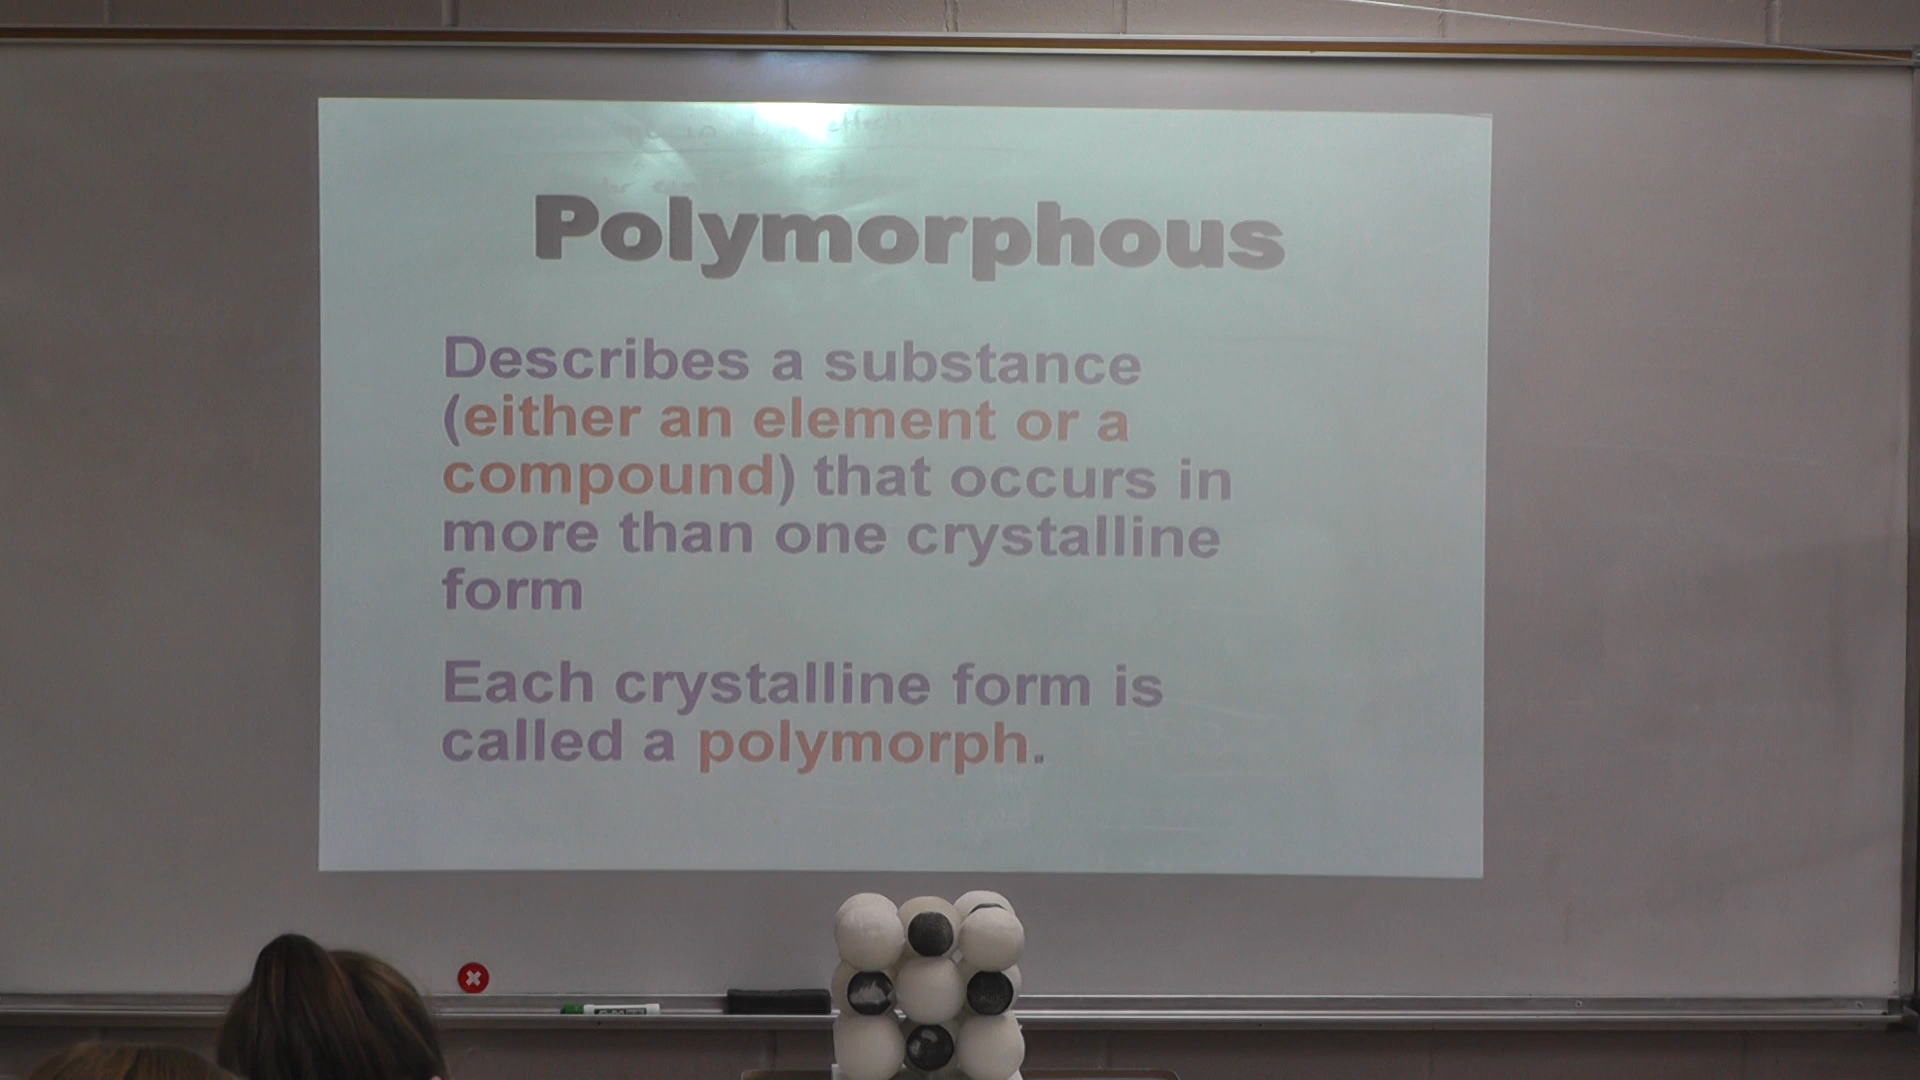 Polymorphous
Describes a substance
(either an element or a
compound) that occurs in
more than one crystalline
form
Each crystalline form is
called a polymorph.